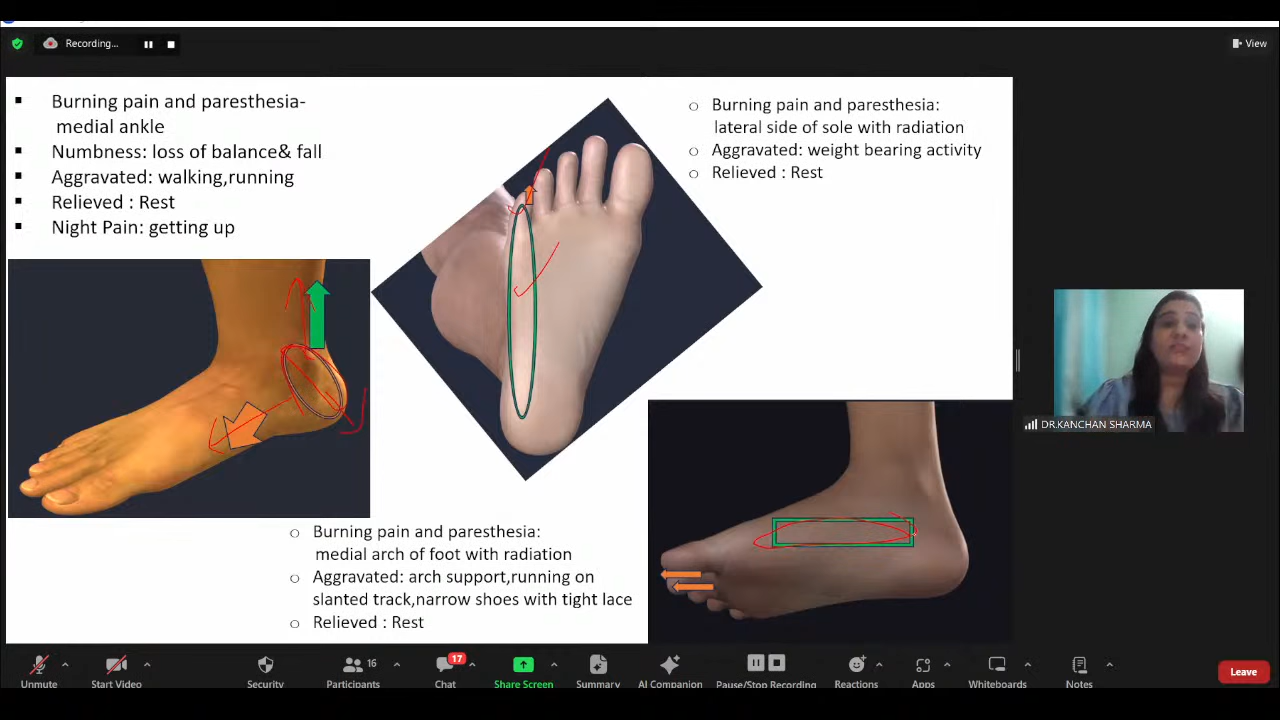 Recording...
View
Burning pain and paresthesia-
medial ankle
Numbness: loss of balance& fall
Aggravated: walking,running
Relieved : Rest
Night Pain: getting up
Burning pain and paresthesia:
lateral side of sole with radiation
Aggravated: weight bearing activity
Relieved : Rest
Burning pain and paresthesia:
medial arch of foot with radiation
Aggravated: arch support,running on
slanted track,narrow shoes with tight lace
Relieved : Rest
DR.KANCHAN SHARMA
Unmute
Start Video
Security
16
Participants
17
Chat
Share Screen
Summary
AI Companion
Pause/Stop Recording
Reactions
Apps
Whiteboards
Notes
Leave